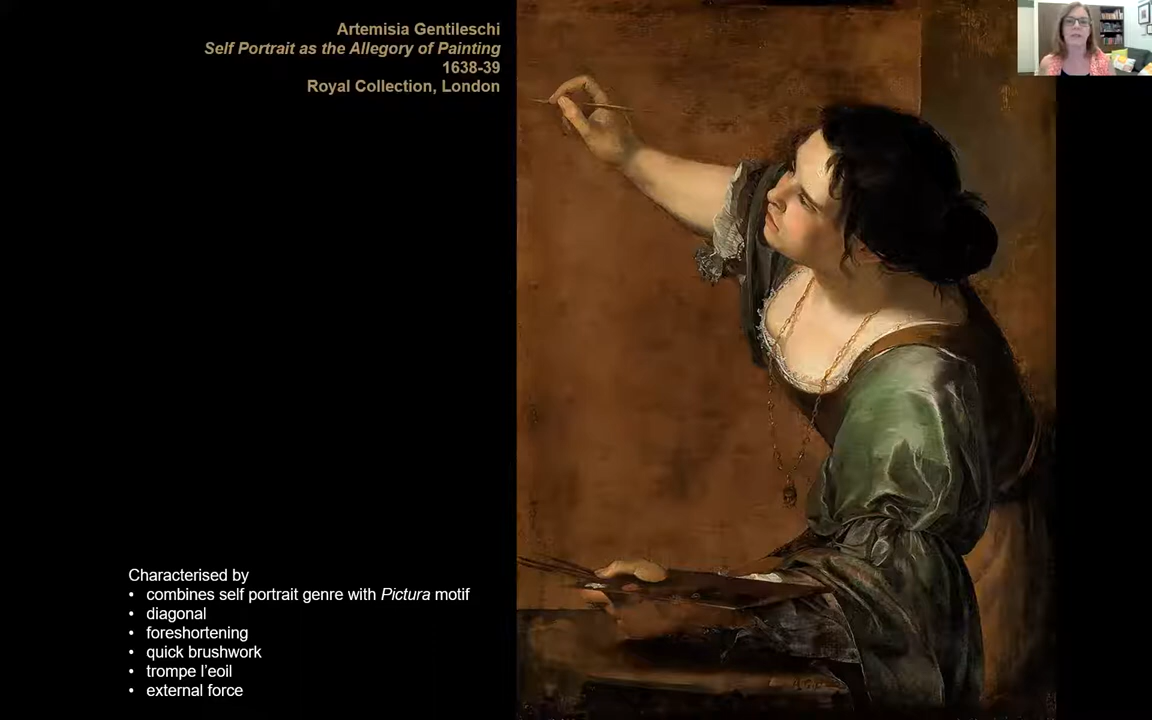 Artemisia Gentileschi
Self Portrait as the Allegory of Painting
1638-39
Royal Collection, London
Characterised by
• combines self portrait genre with Pictura motif
• diagonal
• foreshortening
• quick brushwork
• trompe l'eoil
• external force